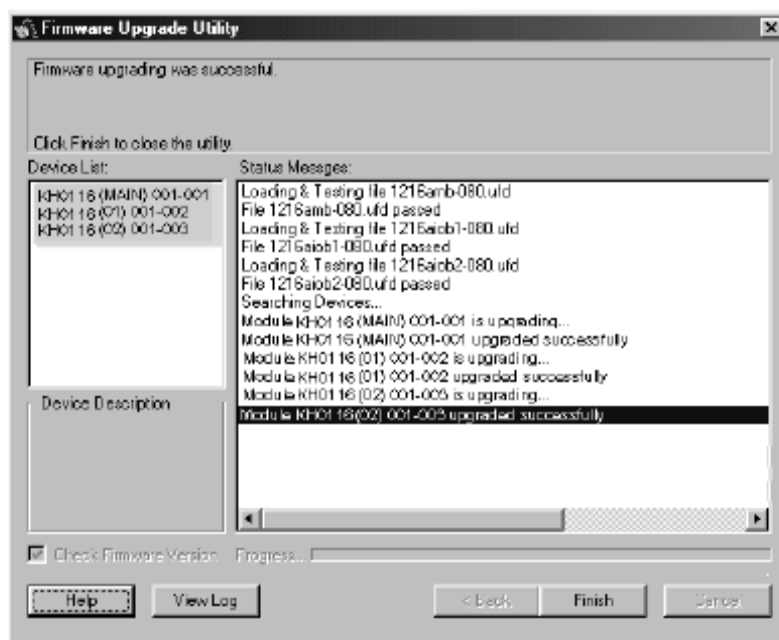 Firmware Upgrade Utility
Firmware upgrading was successful.
Click Finish to close the utility.
Device List:
Status Messges:
KH0116 (MAIN) 001-001
KH0116 (01) 001-002
KH0116 (02) 001-003
Loading & Testing file 1216amb-080.ufd
File 1216amb-080.ufd passed
Loading & Testing file 1216aiob1-080.ufd
File 1216aiob1-080.ufd passed
Loading & Testing file 1216aiob2-080.ufd
File 1216aiob2-080.ufd passed
Searching Devices...
Module KH0116 (MAIN) 001-001 is upgrading...
Module KH0116 (MAIN) 001-001 upgraded successfully
Module KH0116 (01) 001-002 is upgrading...
Module KH0116 (01) 001-002 upgraded successfully
Module KH0116 (02) 001-003 is upgrading...
Module KH0116 (02) 001-003 upgraded successfully
Device Description
Check Firmware Version
Progress...
Help
View Log
< Back
Finish
Cancel